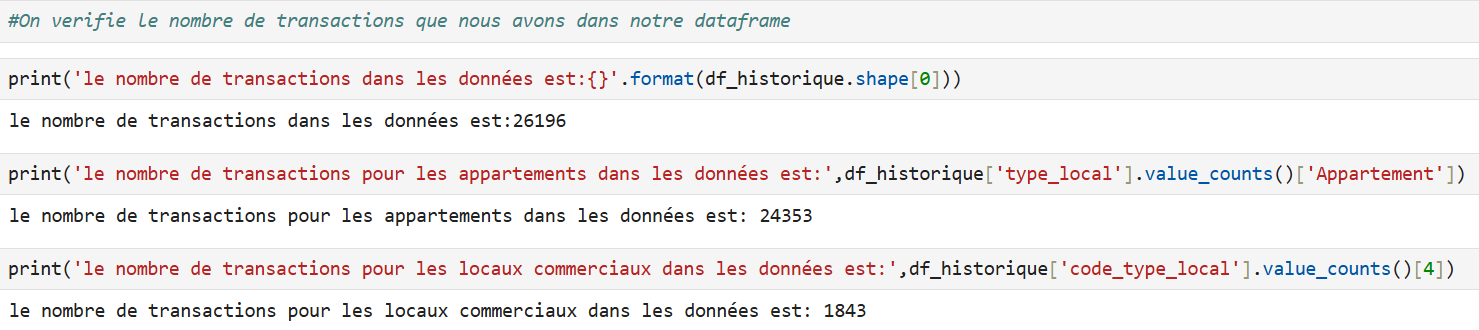 #On verifie le nombre de transactions que nous avons dans notre dataframe
print('le nombre de transactions dans les données est:{}'.format(df_historique.shape[0]))
le nombre de transactions dans les données est:26196
print('le nombre de transactions pour les appartements dans les données est:',df_historique['type_local'].value_counts()['Appartement'])
le nombre de transactions pour les appartements dans les données est: 24353
print('le nombre de transactions pour les locaux commerciaux dans les données est:',df_historique['code_type_local'].value_counts()[4])
le nombre de transactions pour les locaux commerciaux dans les données est: 1843